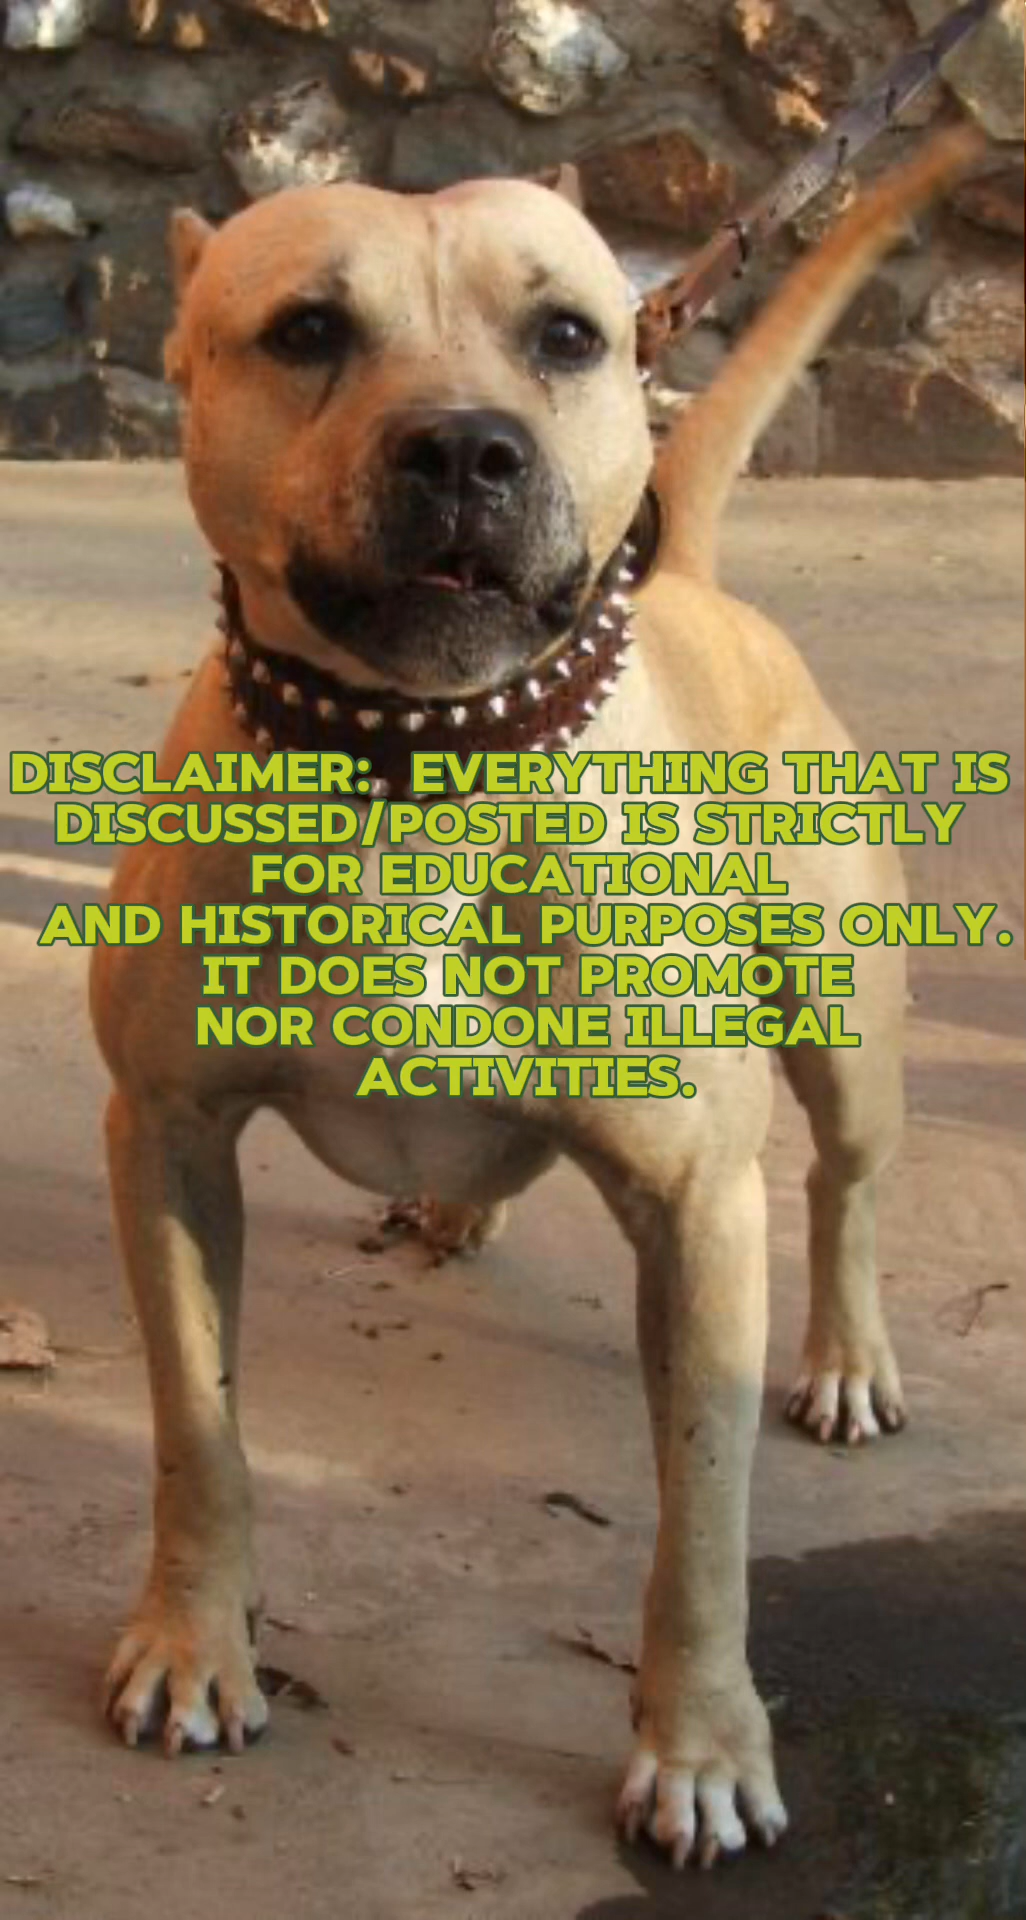 DISCLAIMER: EVERYTHING THAT IS
DISCUSSED/POSTED IS STRICTLY
FOR EDUCATIONAL
AND HISTORICAL PURPOSES ONLY.
IT DOES NOT PROMOTE
NOR CONDONE ILLEGAL
ACTIVITIES.